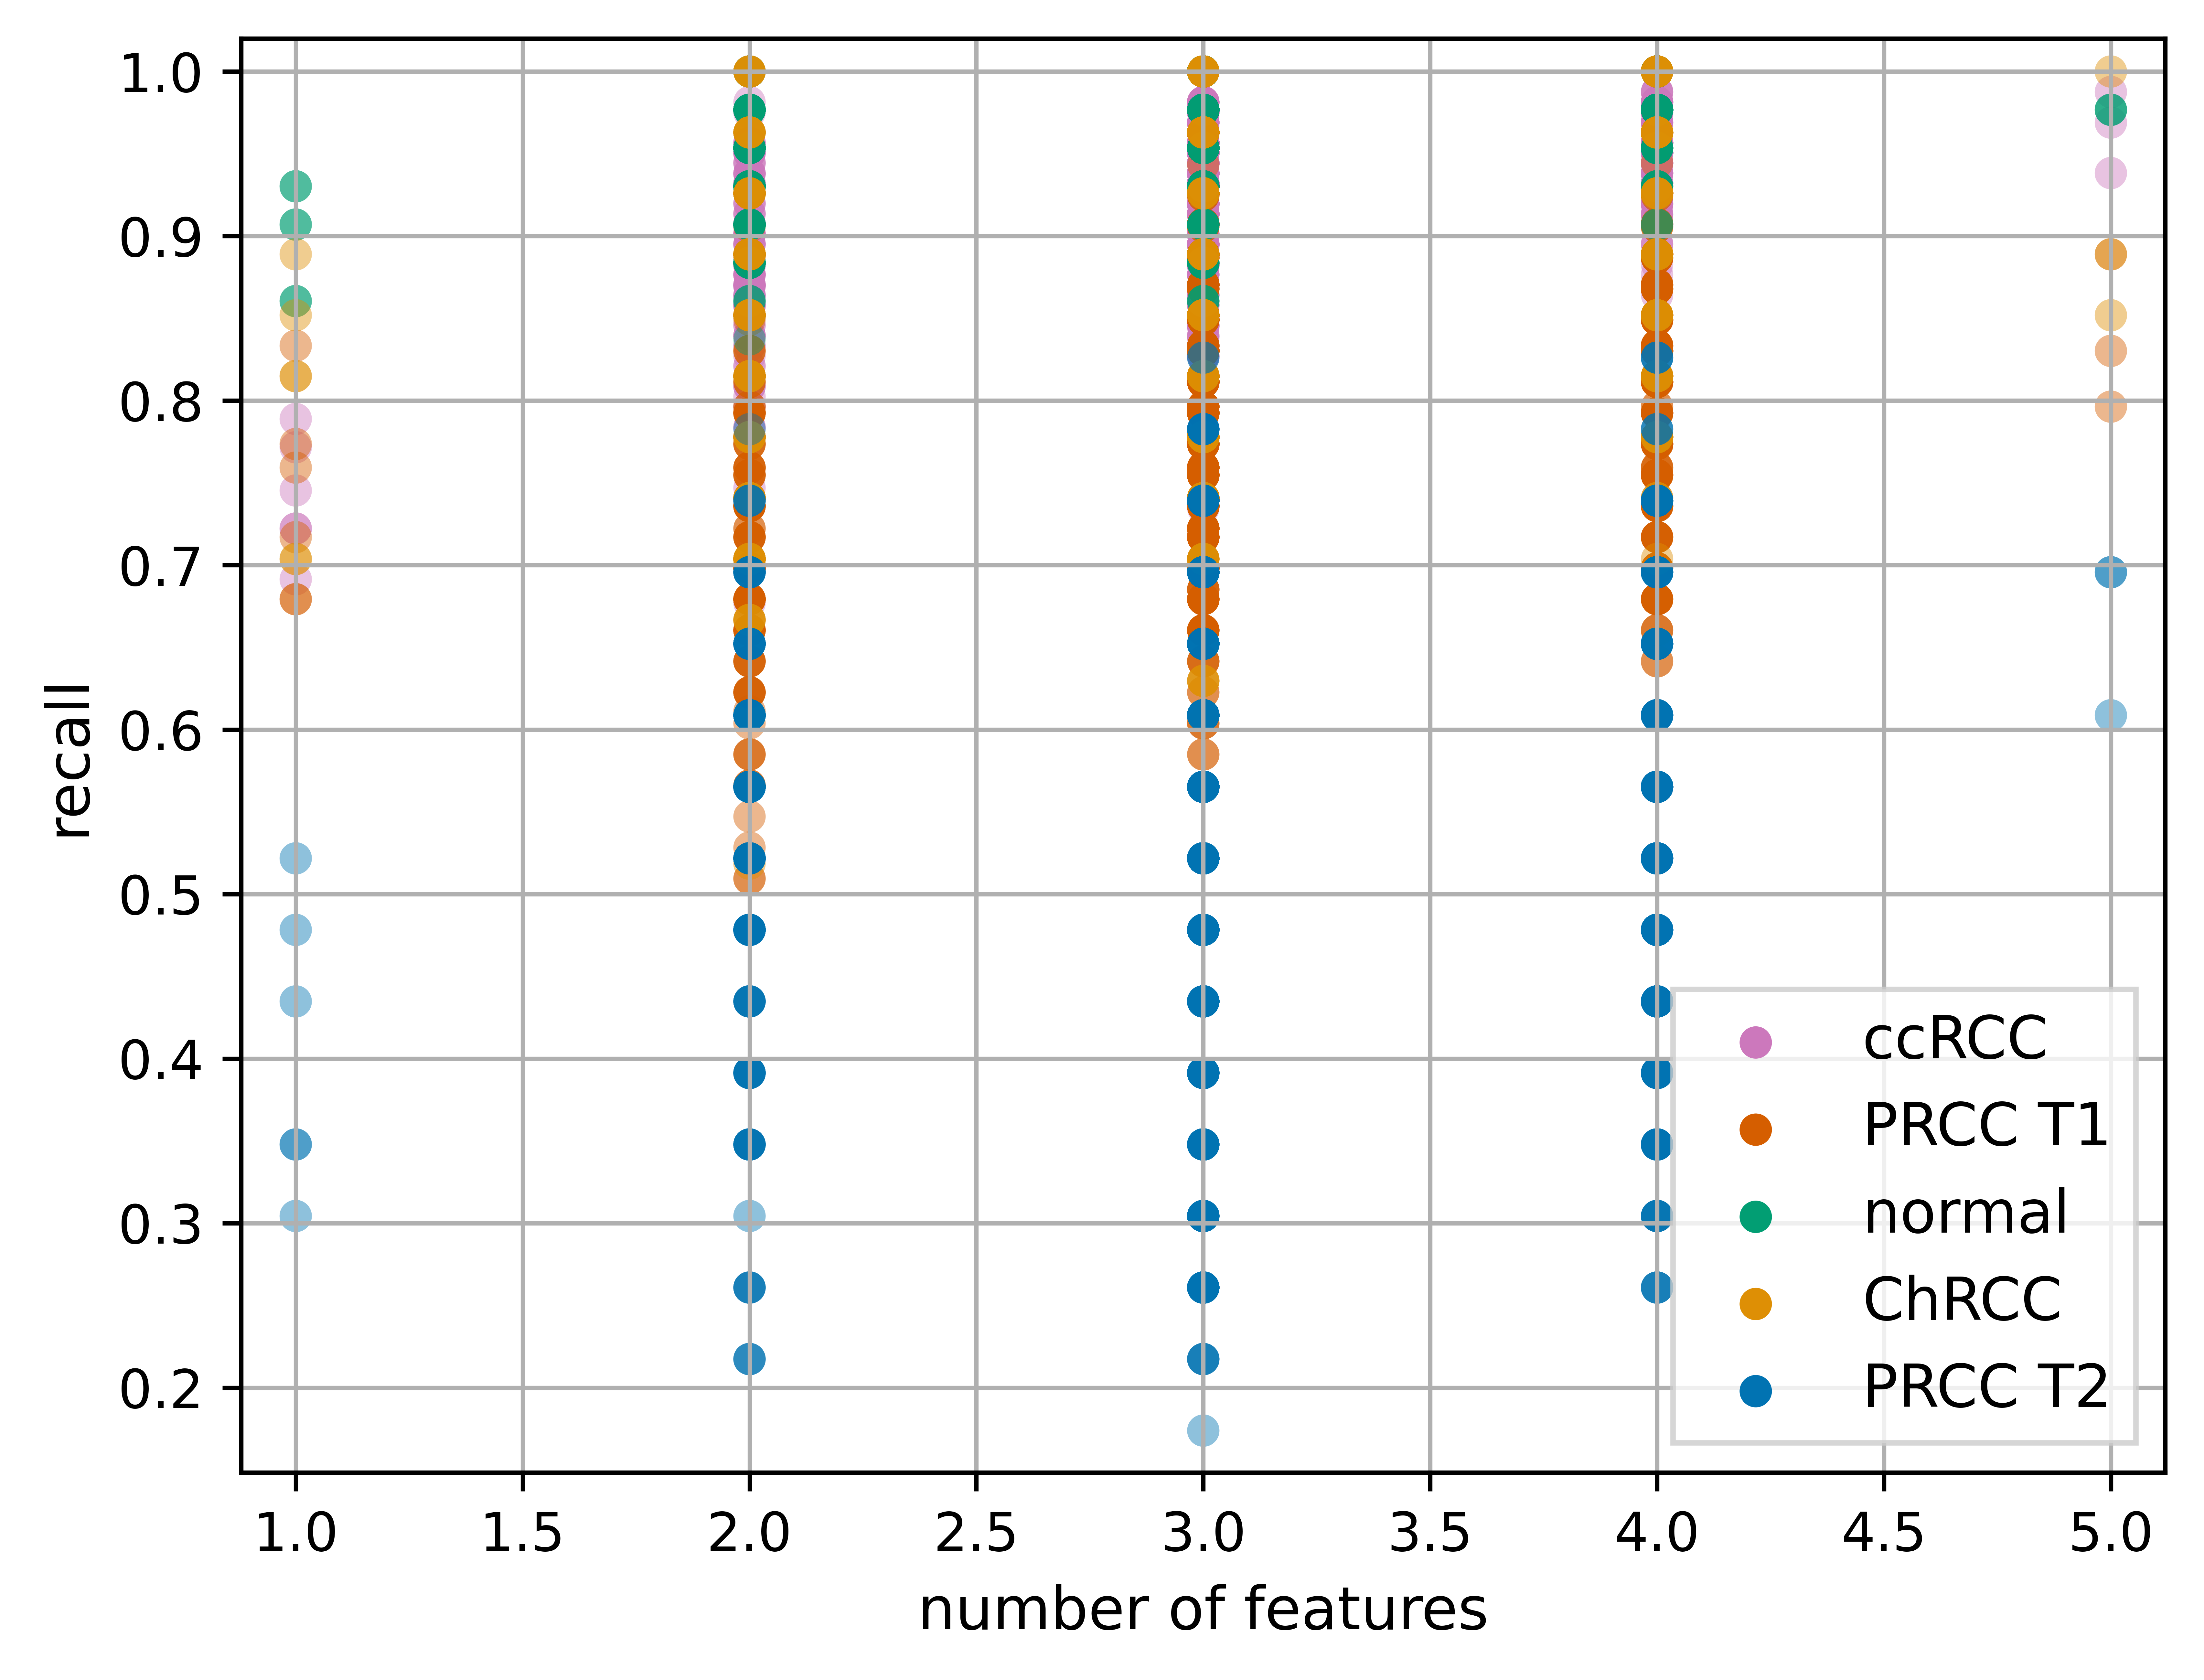 1.0
0.9
0.8
0.7
0.6
0.5
0.4
0.3
0.2
recall
ccRCC
PRCC T1
normal
ChRCC
PRCC T2
1.0 1.5 2.0 2.5 3.0 3.5 4.0 4.5 5.0
number of features